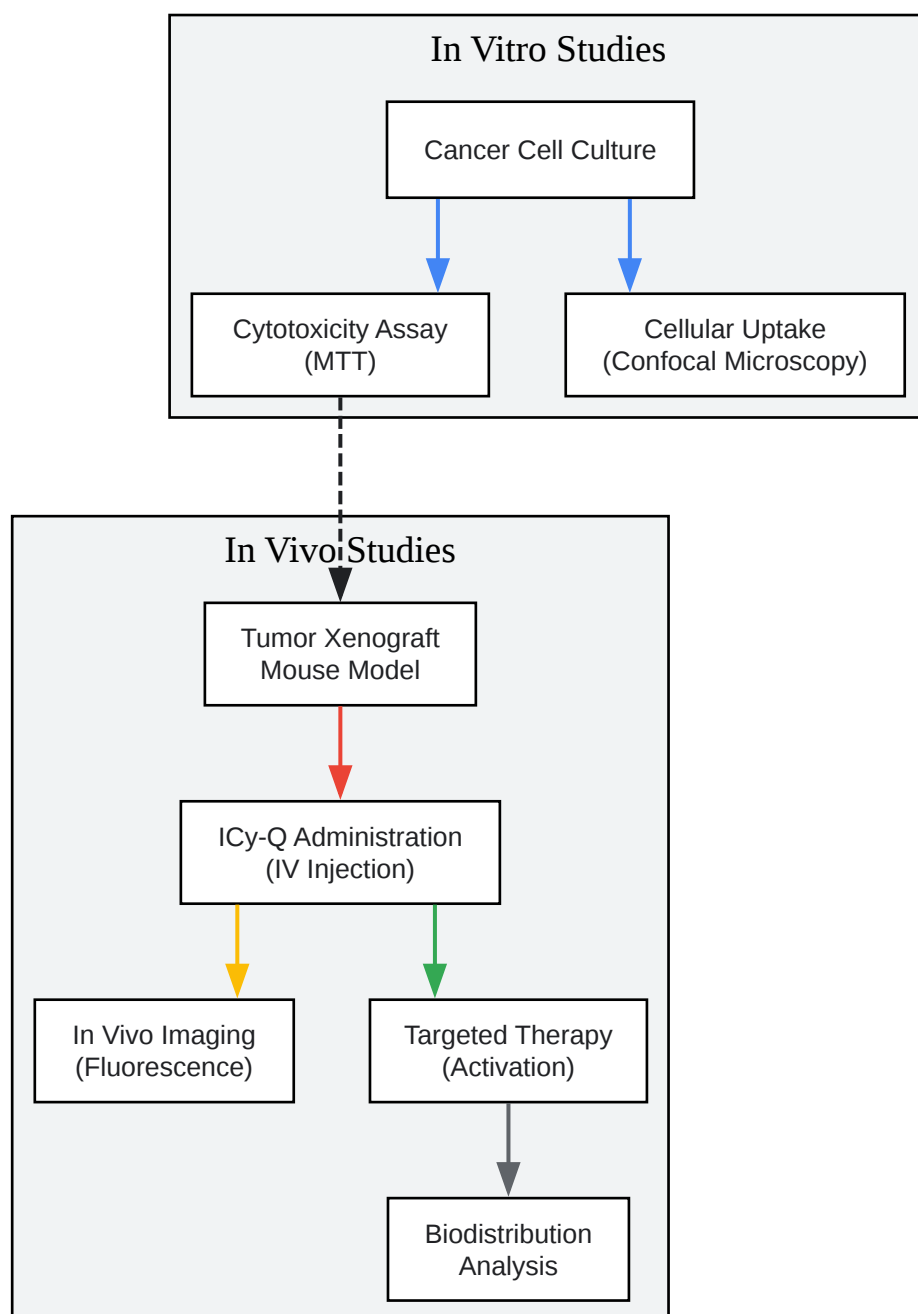 In Vitro Studies
Cancer Cell Culture
Cytotoxicity Assay
(MTT)
Cellular Uptake
(Confocal Microscopy)
In Vivo Studies
Tumor Xenograft
Mouse Model
ICy-Q Administration
(IV Injection)
In Vivo Imaging
(Fluorescence)
Targeted Therapy
(Activation)
Biodistribution
Analysis